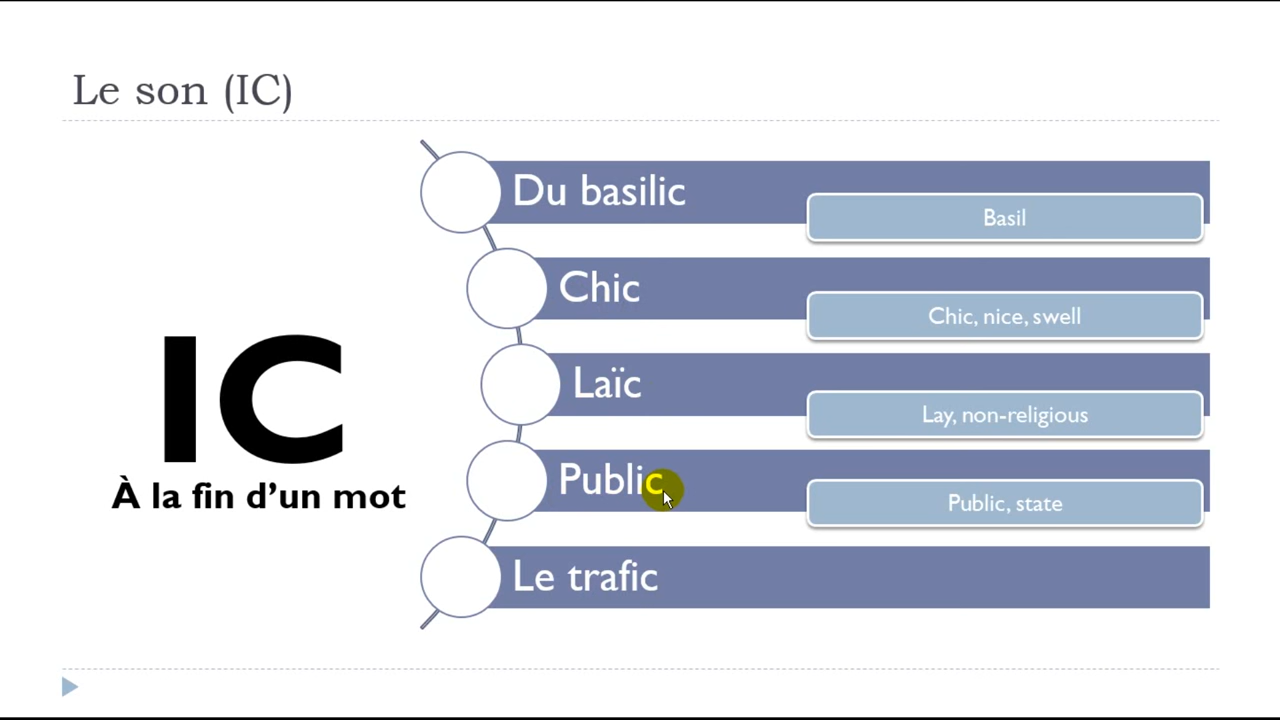 Le son (IC)
IC
À la fin d’un mot
Du basilic
Basil
Chic
Chic, nice, swell
Laïc
Lay, non-religious
Public
Public, state
Le trafic